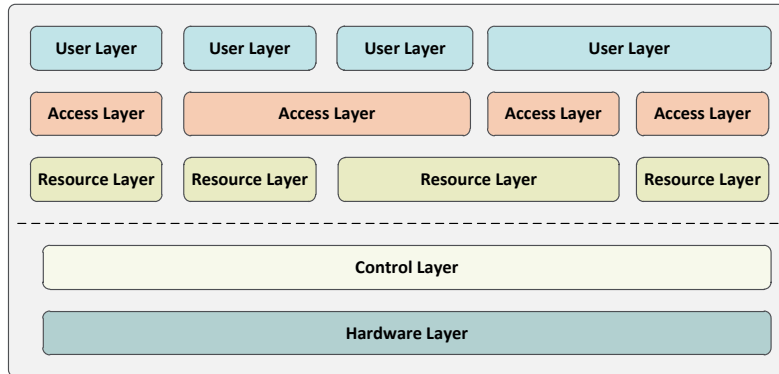 User Layer User Layer User Layer User Layer
Access Layer Access Layer Access Layer Access Layer
Resource Layer Resource Layer Resource Layer Resource Layer
Control Layer
Hardware Layer